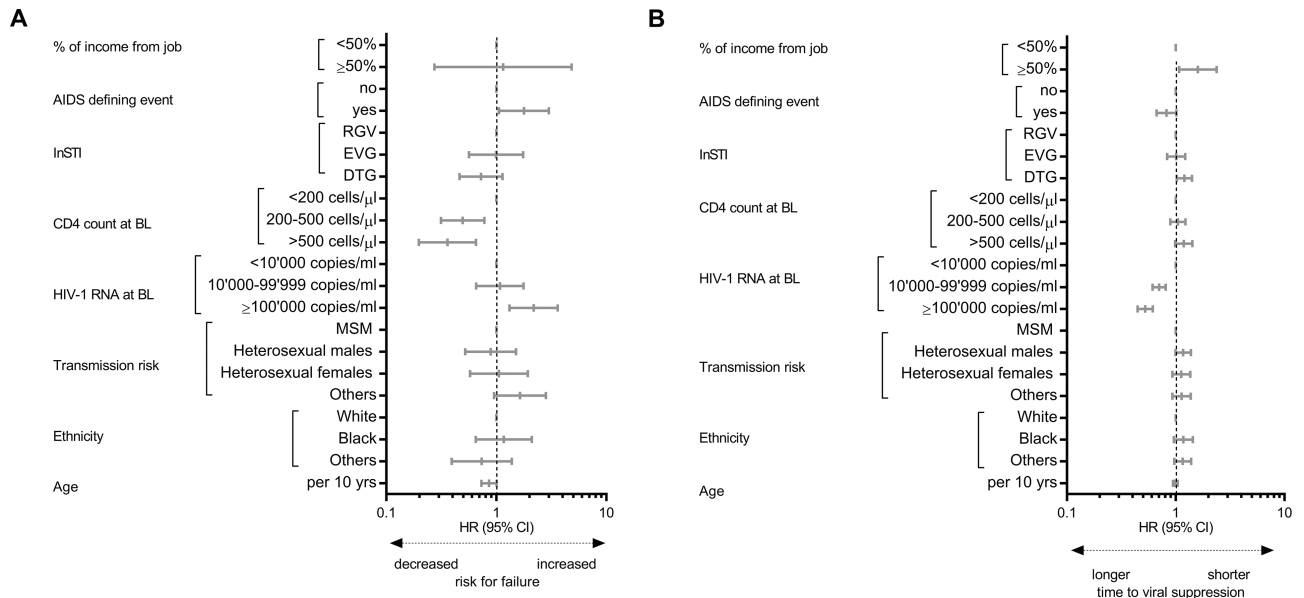 A
% of income from job
<50%
≥50%
AIDS defining event
no
yes
InSTI
RGV
EVG
DTG
CD4 count at BL
<200 cells/μl
200-500 cells/μl
>500 cells/μl
HIV-1 RNA at BL
<10'000 copies/ml
10'000-99'999 copies/ml
≥100'000 copies/ml
Transmission risk
MSM
Heterosexual males
Heterosexual females
Others
Ethnicity
White
Black
Others
Age
per 10 yrs
0.1 1 10
HR (95% CI)
decreased increased
risk for failure
B
% of income from job
<50%
≥50%
AIDS defining event
no
yes
InSTI
RGV
EVG
DTG
CD4 count at BL
<200 cells/μl
200-500 cells/μl
>500 cells/μl
HIV-1 RNA at BL
<10'000 copies/ml
10'000-99'999 copies/ml
≥100'000 copies/ml
Transmission risk
MSM
Heterosexual males
Heterosexual females
Others
Ethnicity
White
Black
Others
Age
per 10 yrs
0.1 1 10
HR (95% CI)
longer shorter
time to viral suppression